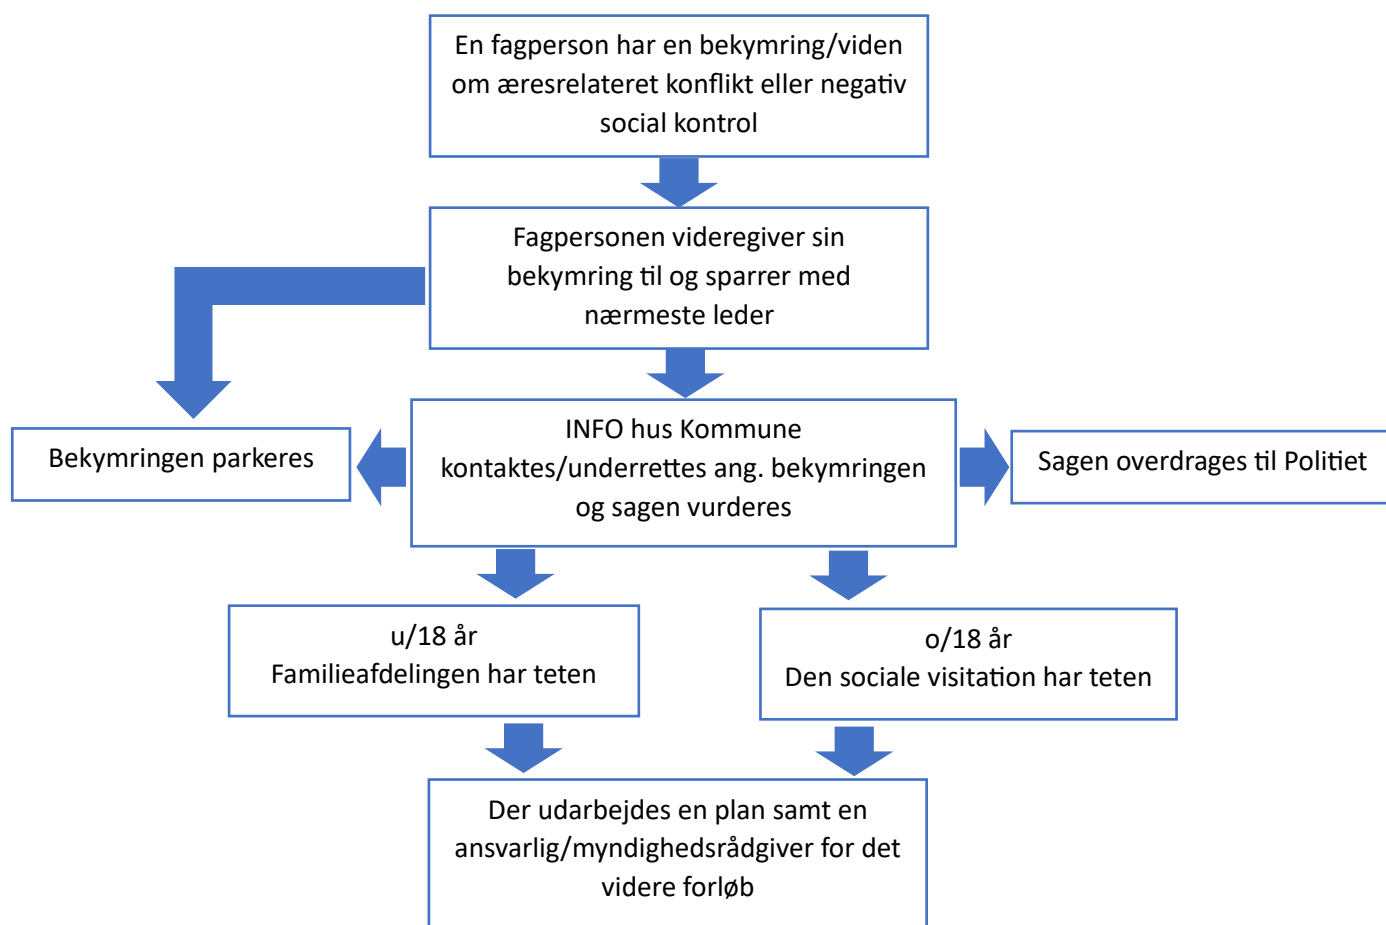 En fagperson har en bekymring/viden
om æresrelateret konflikt eller negativ
social kontrol
Fagpersonen videregiver sin
bekymring til og sparrer med
nærmeste leder
INFO hus Kommune
kontaktes/underrettes ang. bekymringen
og sagen vurderes
Bekymringen parkeres
Sagen overdrages til Politiet
u/18 år
Familieafdelingen har teten
o/18 år
Den sociale visitation har teten
Der udarbejdes en plan samt en
ansvarlig/myndighedsrådgiver for det
videre forløb